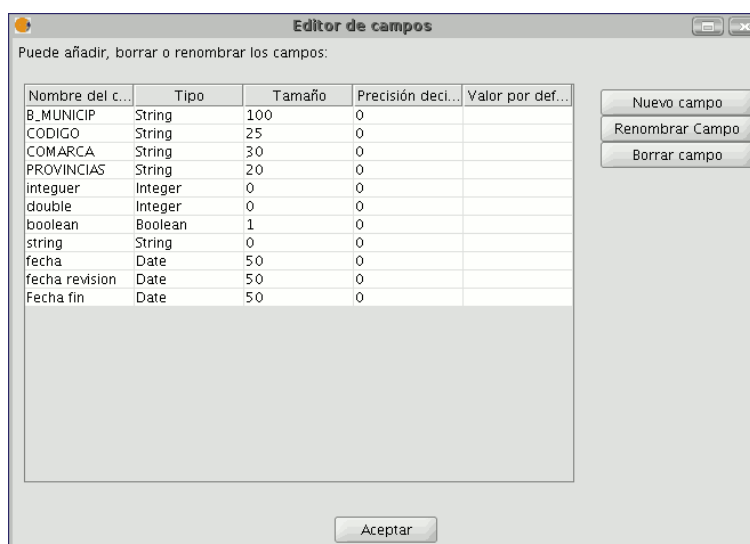 Editor de campos
Puede añadir, borrar o renombrar los campos:
Nombre del c... Tipo Tamaño Precisión deci... Valor por def...
B_MUNICIP String 100 0
CODIGO String 25 0
COMARCA String 30 0
PROVINCIAS String 20 0
integuer Integer 0 0
double Integer 0 0
boolean Boolean 1 0
string String 0 0
fecha Date 50 0
fecha revision Date 50 0
Fecha fin Date 50 0
Nuevo campo
Renombrar Campo
Borrar campo
Aceptar